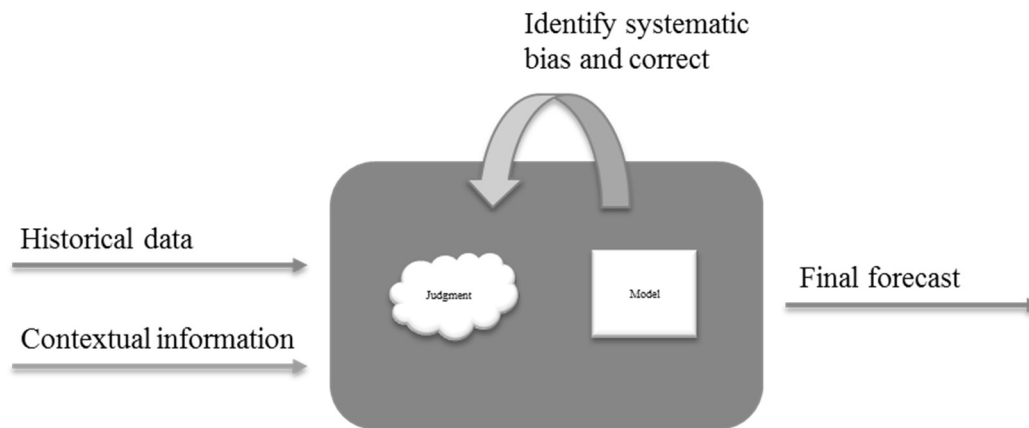 Identify systematic
bias and correct
Historical data
Contextual information
Judgment
Model
Final forecast